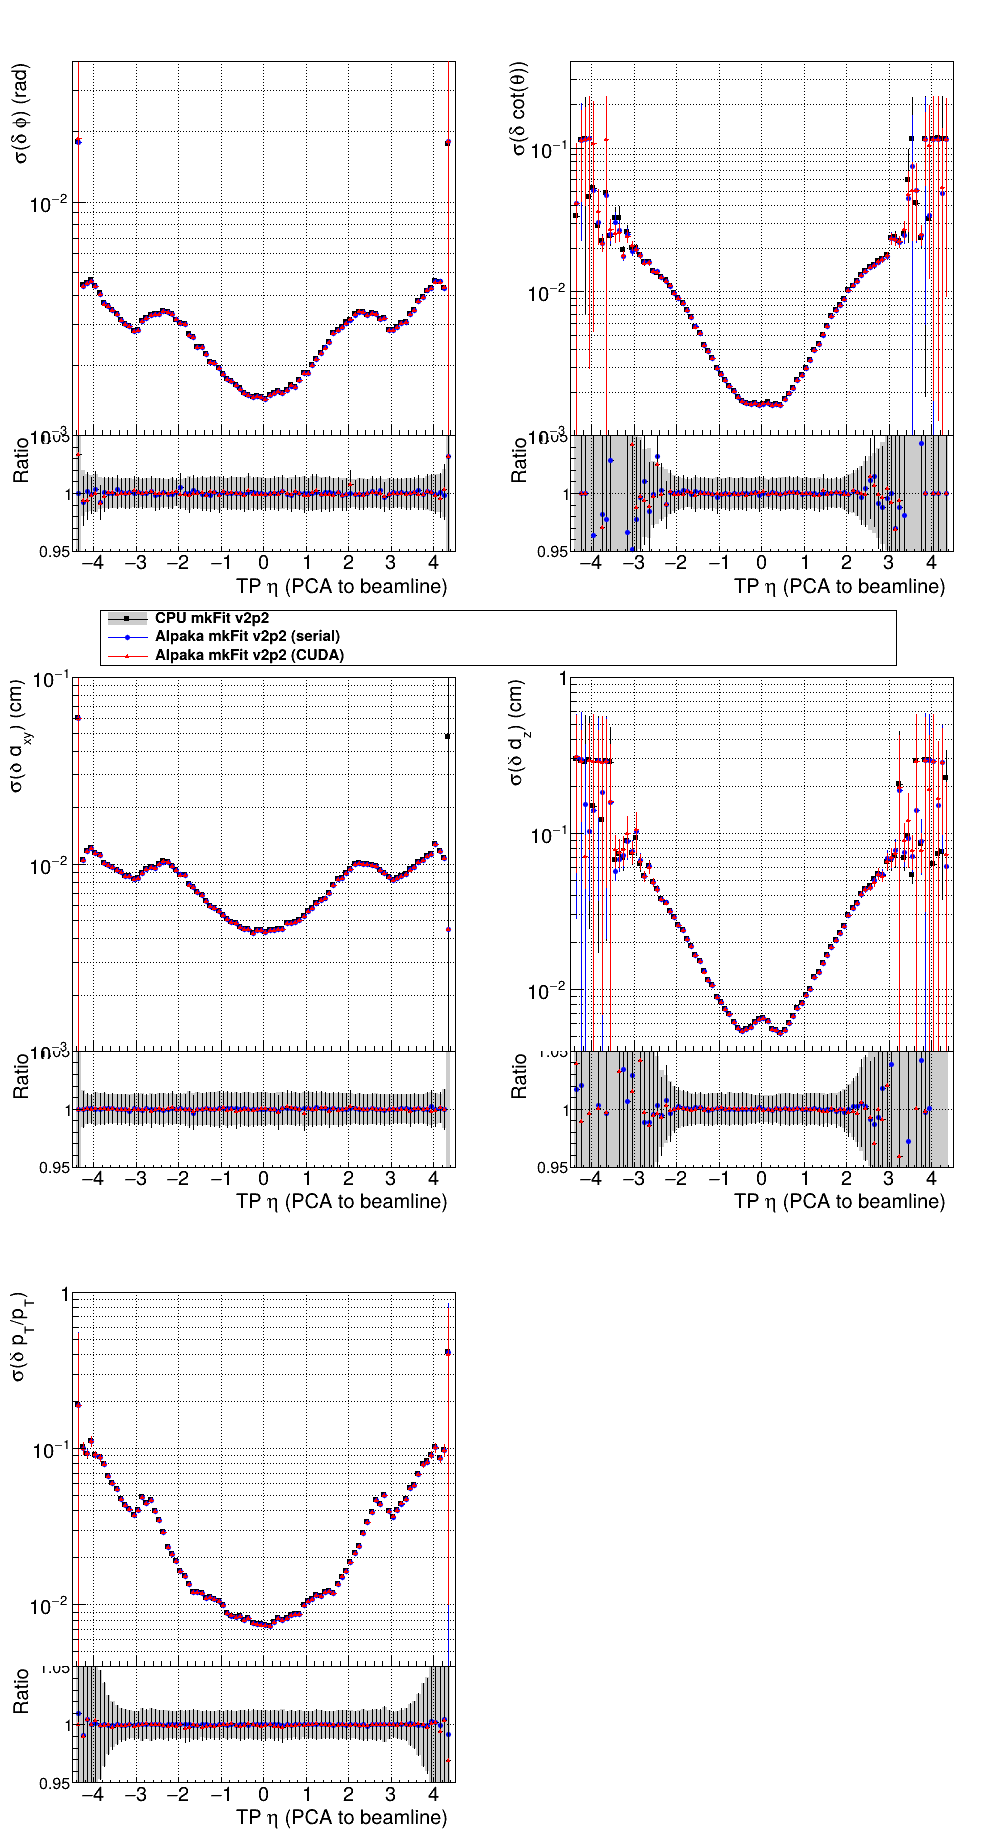 σ(δ φ) (rad)
10⁻²
10⁻³
Ratio
1.05
1
0.95
−4 −3 −2 −1 0 1 2 3 4
TP η (PCA to beamline)
σ(δ cot(θ))
10⁻¹
10⁻²
10⁻³
Ratio
1.05
1
0.95
−4 −3 −2 −1 0 1 2 3 4
TP η (PCA to beamline)
CPU mkFit v2p2
Alpaka mkFit v2p2 (serial)
Alpaka mkFit v2p2 (CUDA)
σ(δ d_xy) (cm)
10⁻¹
10⁻²
10⁻³
Ratio
1.05
1
0.95
−4 −3 −2 −1 0 1 2 3 4
TP η (PCA to beamline)
σ(δ d_z) (cm)
1
10⁻¹
10⁻²
Ratio
1.05
1
0.95
−4 −3 −2 −1 0 1 2 3 4
TP η (PCA to beamline)
σ(δ p_T/p_T)
1
10⁻¹
10⁻²
Ratio
1.05
1
0.95
−4 −3 −2 −1 0 1 2 3 4
TP η (PCA to beamline)